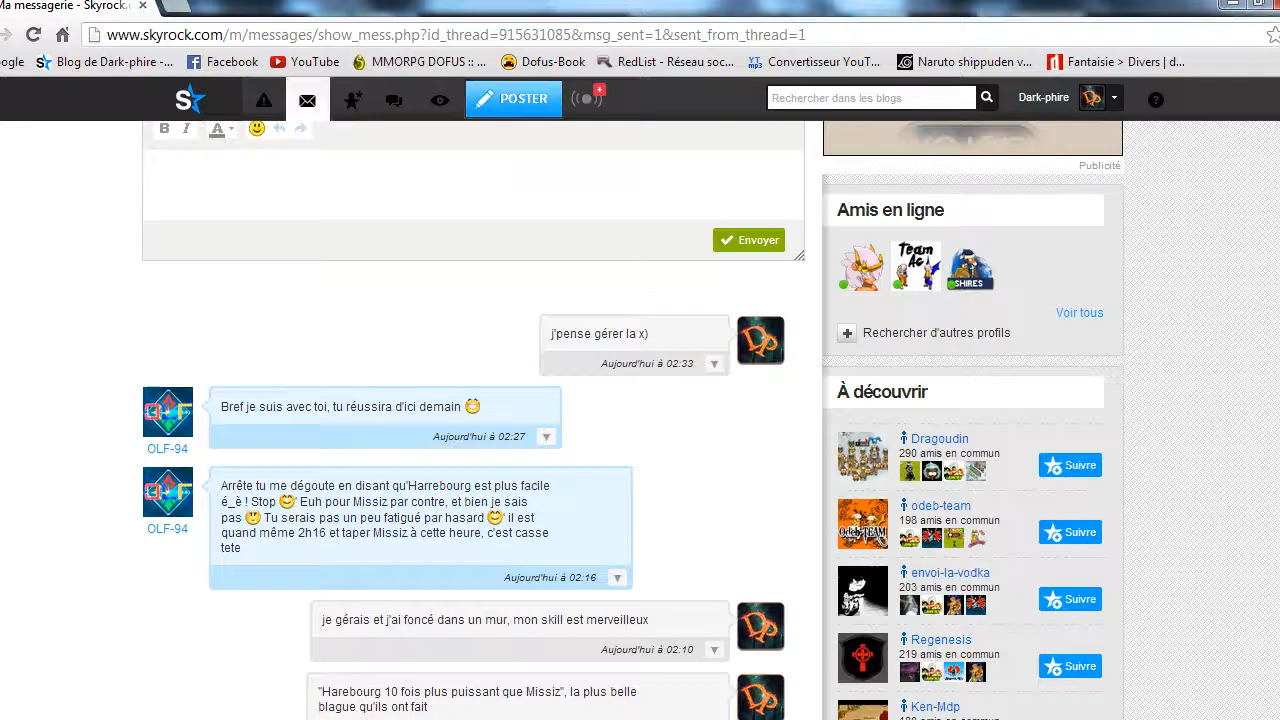 Ma messagerie - Skyrock.c
www.skyrock.com/m/messages/show_mess.php?id_thread=915631085&msg_sent=1&sent_from_thread=1
ogle Blog de Dark-phire -... Facebook YouTube MMORPG DOFUS : ... Dofus-Book RedList - Réseau soc... Convertisseur YouT... Naruto shippuden v... Fantaisie > Divers | d...
S POSTER Rechercher dans les blogs Dark-phire
B I A
Publicité
Envoyer
Amis en ligne
Team Ac
SHIRES
Voir tous
Rechercher d'autres profils
j'pense gérer la x)
Aujourd'hui à 02:33
Bref je suis avec toi, tu réussira d'ici demain
Aujourd'hui à 02:27
OLF-94
Arrête tu me dégoute en disant l'Harrebourg est plus facile
é_è! Stop Euh pour Missiz par contre, et bien je sais
pas Tu serais pas un peu fatigué par hasard il est
quand même 2h16 et taper Missiz à cette heure, c'est casse
tete
Aujourd'hui à 02:16
OLF-94
je gérais et j'ai foncé dans un mur, mon skill est merveilleux
Aujourd'hui à 02:10
"Harebourg 10 fois plus puissant que Missiz", la plus belle
blague qu'ils ont fait
À découvrir
Dragoudin
290 amis en commun
Suivre
odeb-team
198 amis en commun
Suivre
envoi-la-vodka
203 amis en commun
Suivre
Regenesis
219 amis en commun
Suivre
Ken-Mdp